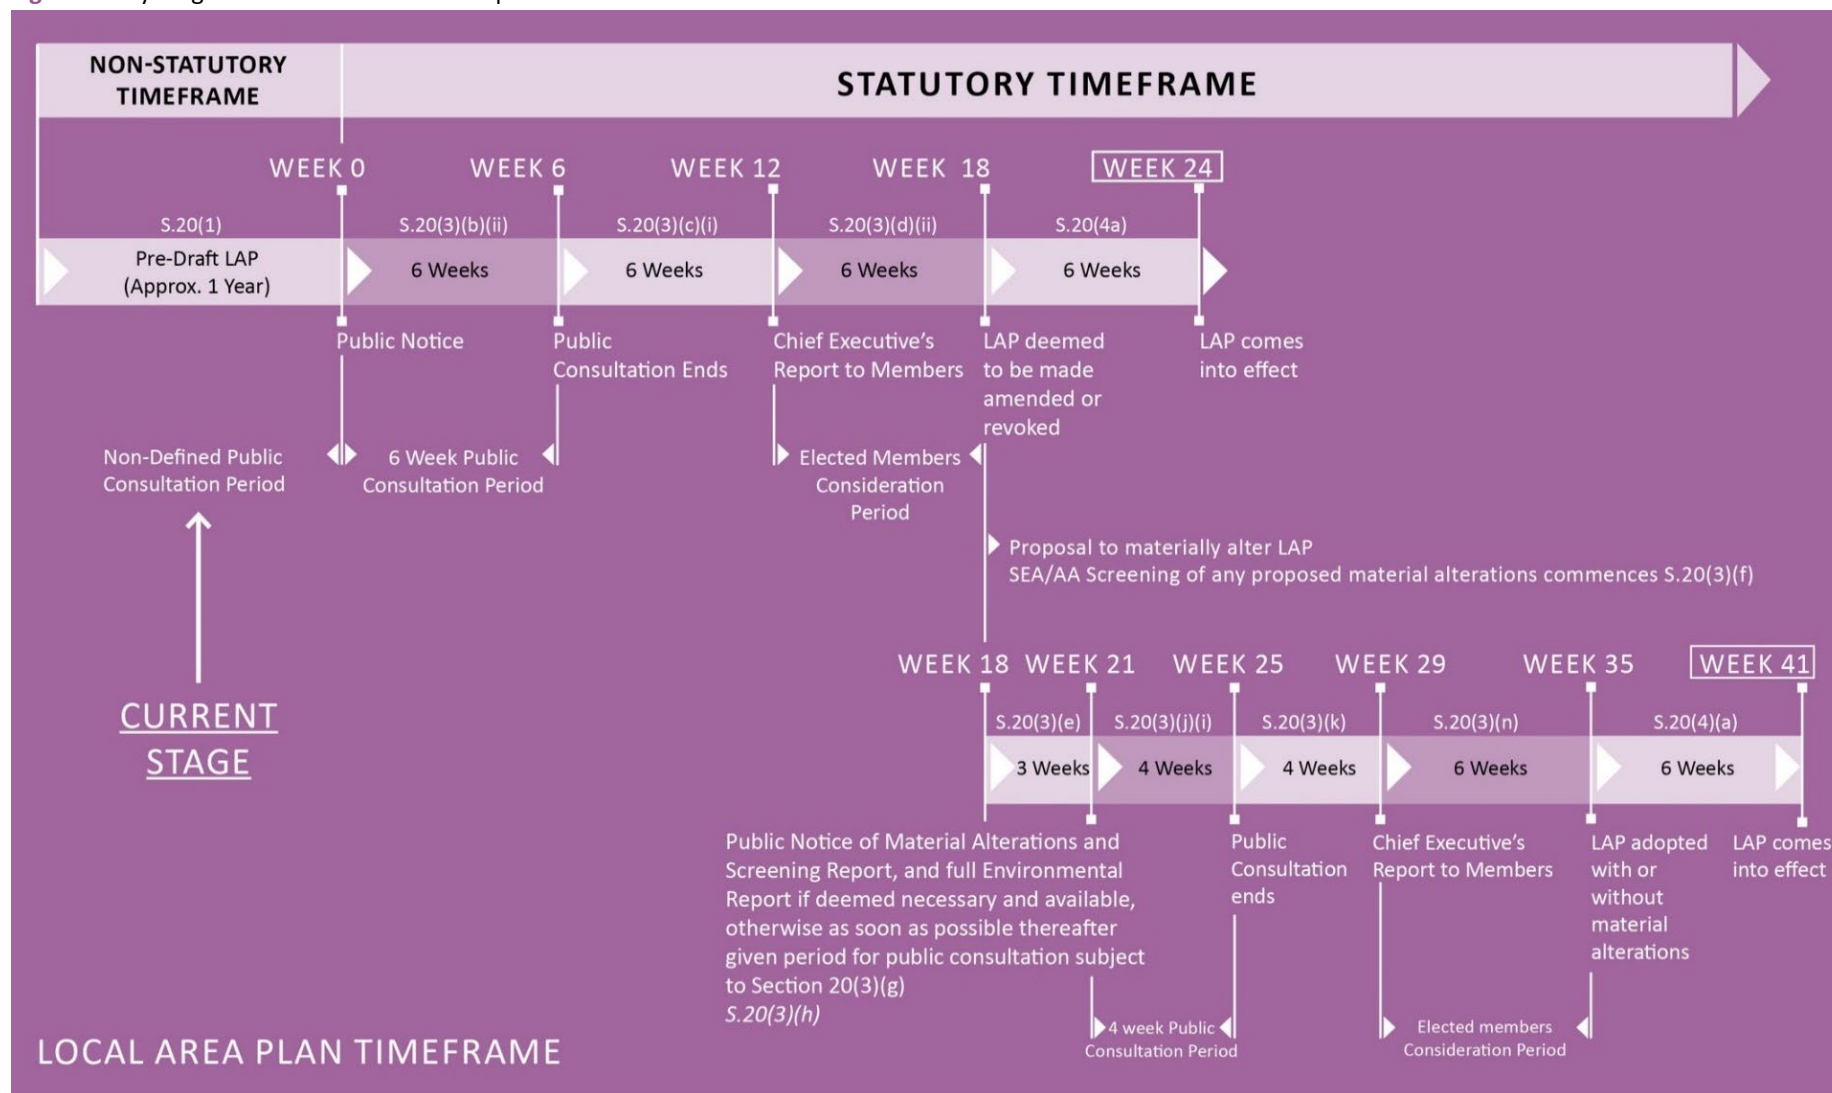 NON-STATUTORY
TIMEFRAME
STATUTORY TIMEFRAME
WEEK 0
WEEK 6
WEEK 12
WEEK 18
WEEK 24
S.20(1)
S.20(3)(b)(ii)
S.20(3)(c)(i)
S.20(3)(d)(ii)
S.20(4a)
Pre-Draft LAP
(Approx. 1 Year)
6 Weeks
6 Weeks
6 Weeks
6 Weeks
Public Notice
Public
Consultation Ends
Chief Executive's
Report to Members
LAP deemed
to be made
amended or
revoked
LAP comes
into effect
Non-Defined Public
Consultation Period
6 Week Public
Consultation Period
Elected Members
Consideration
Period
Proposal to materially alter LAP
SEA/AA Screening of any proposed material alterations commences S.20(3)(f)
CURRENT
STAGE
WEEK 18
WEEK 21
WEEK 25
WEEK 29
WEEK 35
WEEK 41
S.20(3)(e)
S.20(3)(j)(i)
S.20(3)(k)
S.20(3)(n)
S.20(4)(a)
3 Weeks
4 Weeks
4 Weeks
6 Weeks
6 Weeks
Public Notice of Material Alterations and
Screening Report, and full Environmental
Report if deemed necessary and available,
otherwise as soon as possible thereafter
given period for public consultation subject
to Section 20(3)(g)
S.20(3)(h)
Public
Consultation
ends
Chief Executive's
Report to Members
LAP adopted
with or
without
material
alterations
LAP comes
into effect
4 week Public
Consultation Period
Elected members
Consideration Period
LOCAL AREA PLAN TIMEFRAME